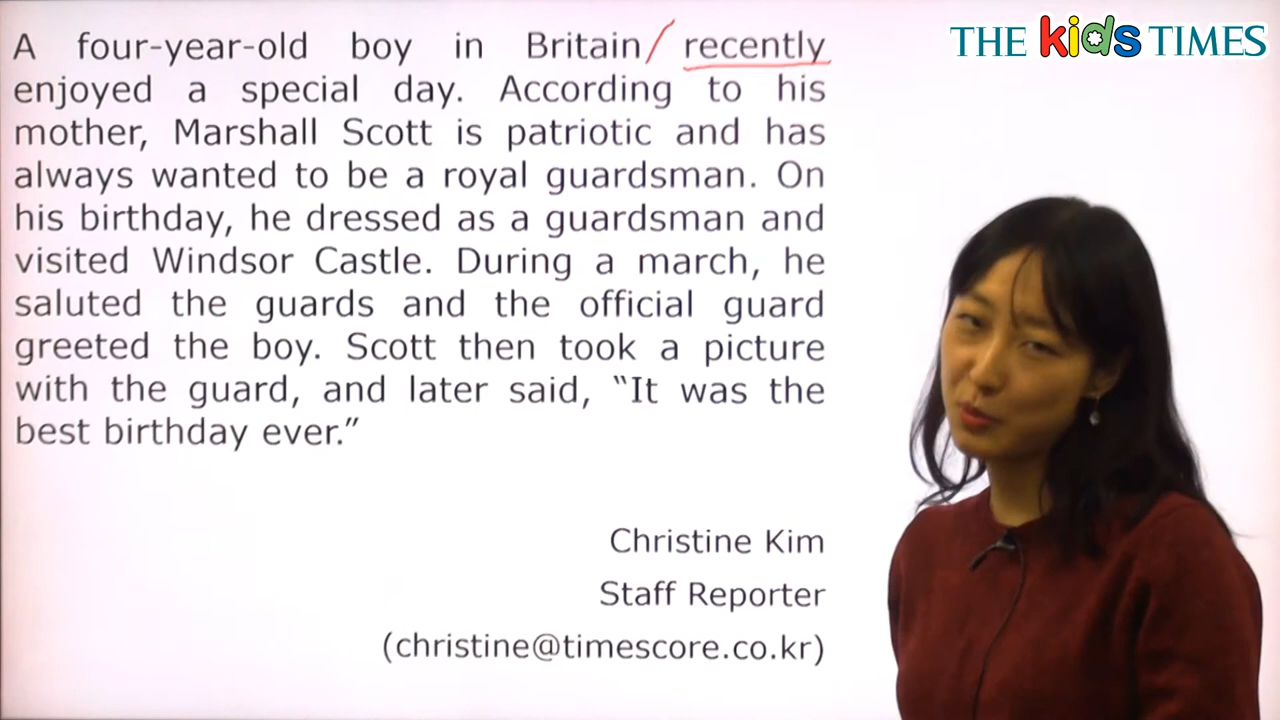 THE kids TIMES
A four-year-old boy in Britain recently
enjoyed a special day. According to his
mother, Marshall Scott is patriotic and has
always wanted to be a royal guardsman. On
his birthday, he dressed as a guardsman and
visited Windsor Castle. During a march, he
saluted the guards and the official guard
greeted the boy. Scott then took a picture
with the guard, and later said, “It was the
best birthday ever.”
Christine Kim
Staff Reporter
(christine@timescore.co.kr)